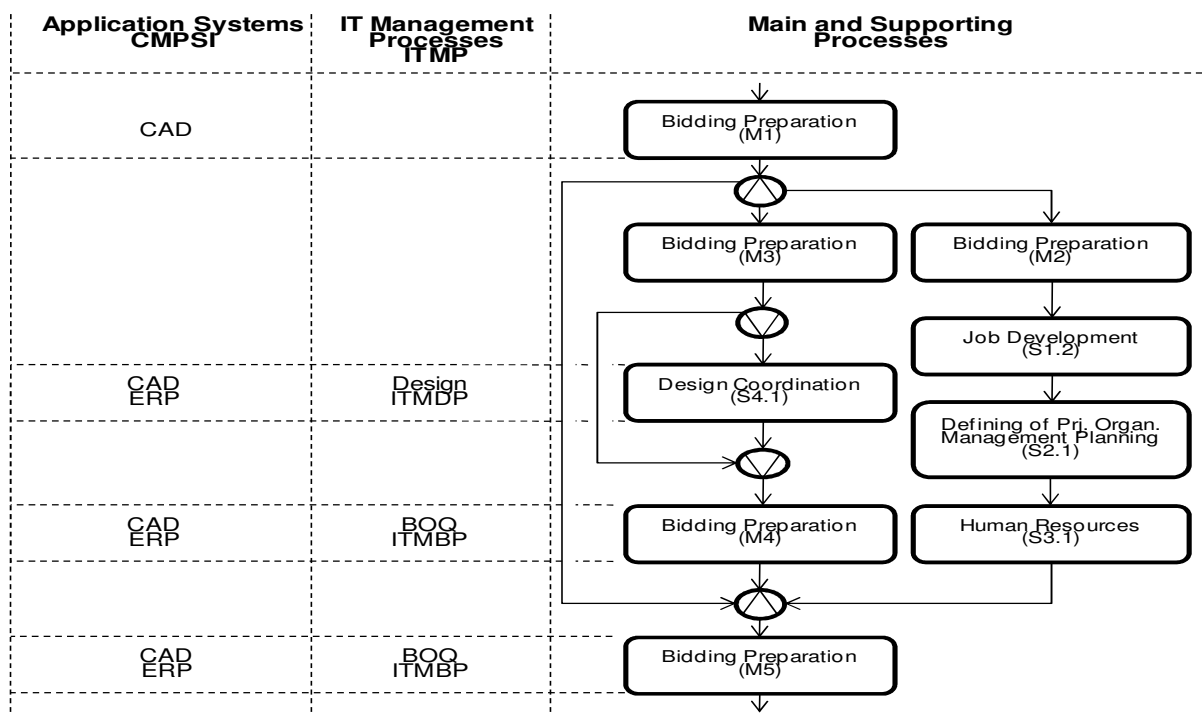 Application Systems
CMPSI
IT Management
Processes
ITMP
Main and Supporting
Processes
CAD
Bidding Preparation
(M1)
Bidding Preparation
(M3)
Bidding Preparation
(M2)
Job Development
(S1.2)
CAD
ERP
Design
ITMDP
Design Coordination
(S4.1)
Defining of Prj. Organ.
Management Planning
(S2.1)
CAD
ERP
BOQ
ITMBP
Bidding Preparation
(M4)
Human Resources
(S3.1)
CAD
ERP
BOQ
ITMBP
Bidding Preparation
(M5)